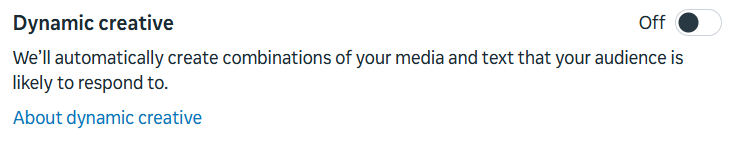 Dynamic creative Off
We'll automatically create combinations of your media and text that your audience is
likely to respond to.
About dynamic creative